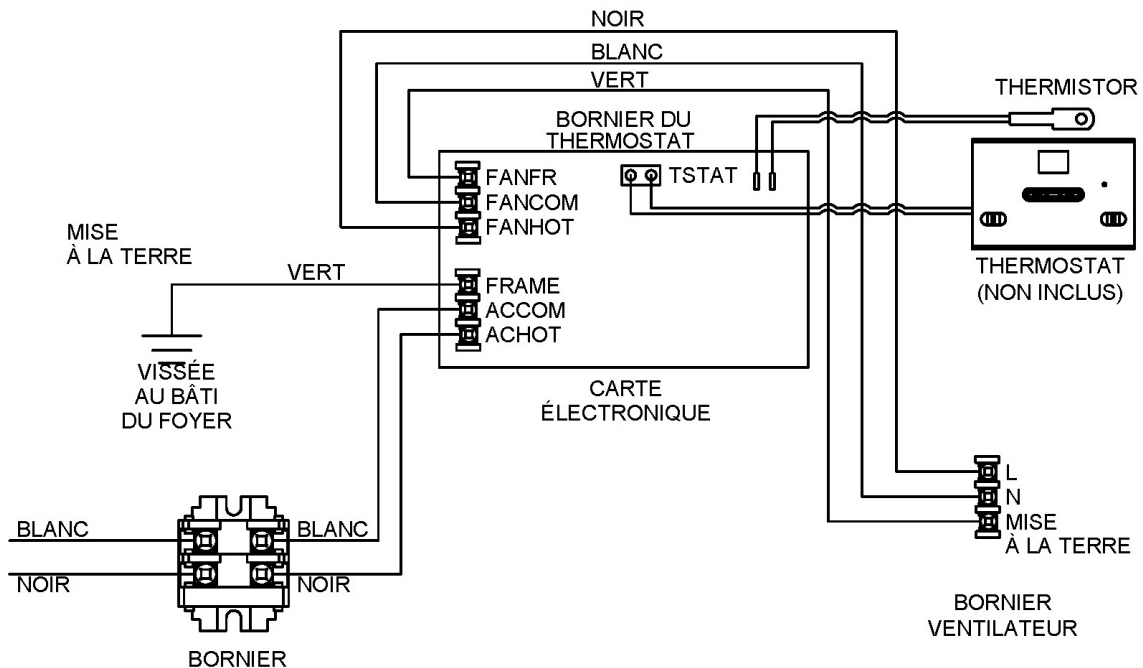 NOIR
BLANC
VERT
THERMISTOR
BORNIER DU
THERMOSTAT
TSTAT
FANFR
FANCOM
FANHOT
MISE
À LA TERRE
VERT
FRAME
ACCOM
ACHOT
THERMOSTAT
(NON INCLUS)
VISSÉE
AU BÂTI
DU FOYER
CARTE
ÉLECTRONIQUE
L
N
MISE
À LA TERRE
BLANC
BLANC
NOIR
NOIR
BORNIER
VENTILATEUR
BORNIER